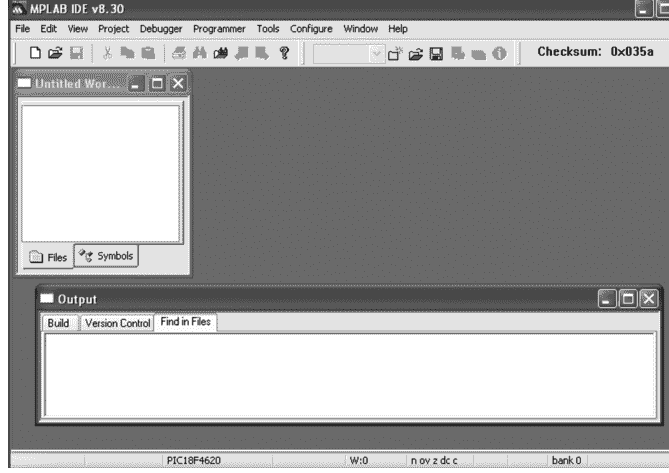 MPLAB IDE v8.30
File Edit View Project Debugger Programmer Tools Configure Window Help
Checksum: 0x035a
Untitled Wor...
Files Symbols
Output
Build Version Control Find in Files
PIC18F4620 W:0 n ov z dc c bank 0